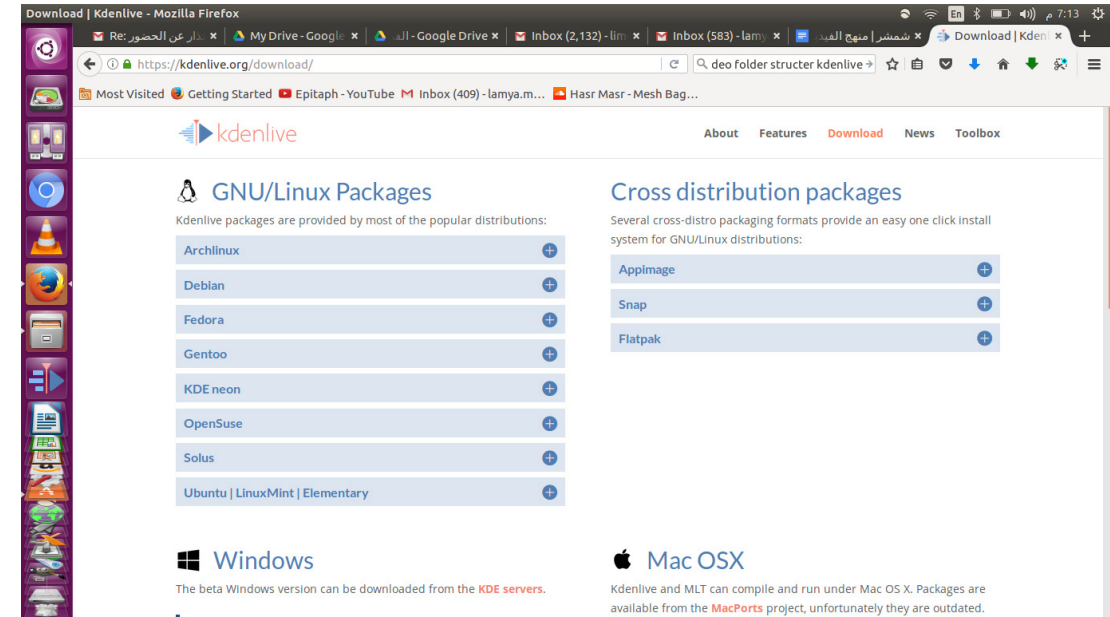 Download | Kdenlive - Mozilla Firefox
En
7:13 م
Re: عن الحضور
My Drive - Google
- Google Drive
Inbox (2,132) - lim
Inbox (583) - lamy
شمشر | منهج الفيد
Download | Kden
https://kdenlive.org/download/
deo folder structer kdenlive
Most Visited
Getting Started
Epitaph - YouTube
Inbox (409) - lamya.m...
Hasr Masr - Mesh Bag...
kdenlive
About
Features
Download
News
Toolbox
GNU/Linux Packages
Kdenlive packages are provided by most of the popular distributions:
Archlinux
Debian
Fedora
Gentoo
KDE neon
OpenSuse
Solus
Ubuntu | LinuxMint | Elementary
Cross distribution packages
Several cross-distro packaging formats provide an easy one click install
system for GNU/Linux distributions:
Appimage
Snap
Flatpak
Windows
The beta Windows version can be downloaded from the KDE servers.
Mac OSX
Kdenlive and MLT can compile and run under Mac OS X. Packages are
available from the MacPorts project, unfortunately they are outdated.